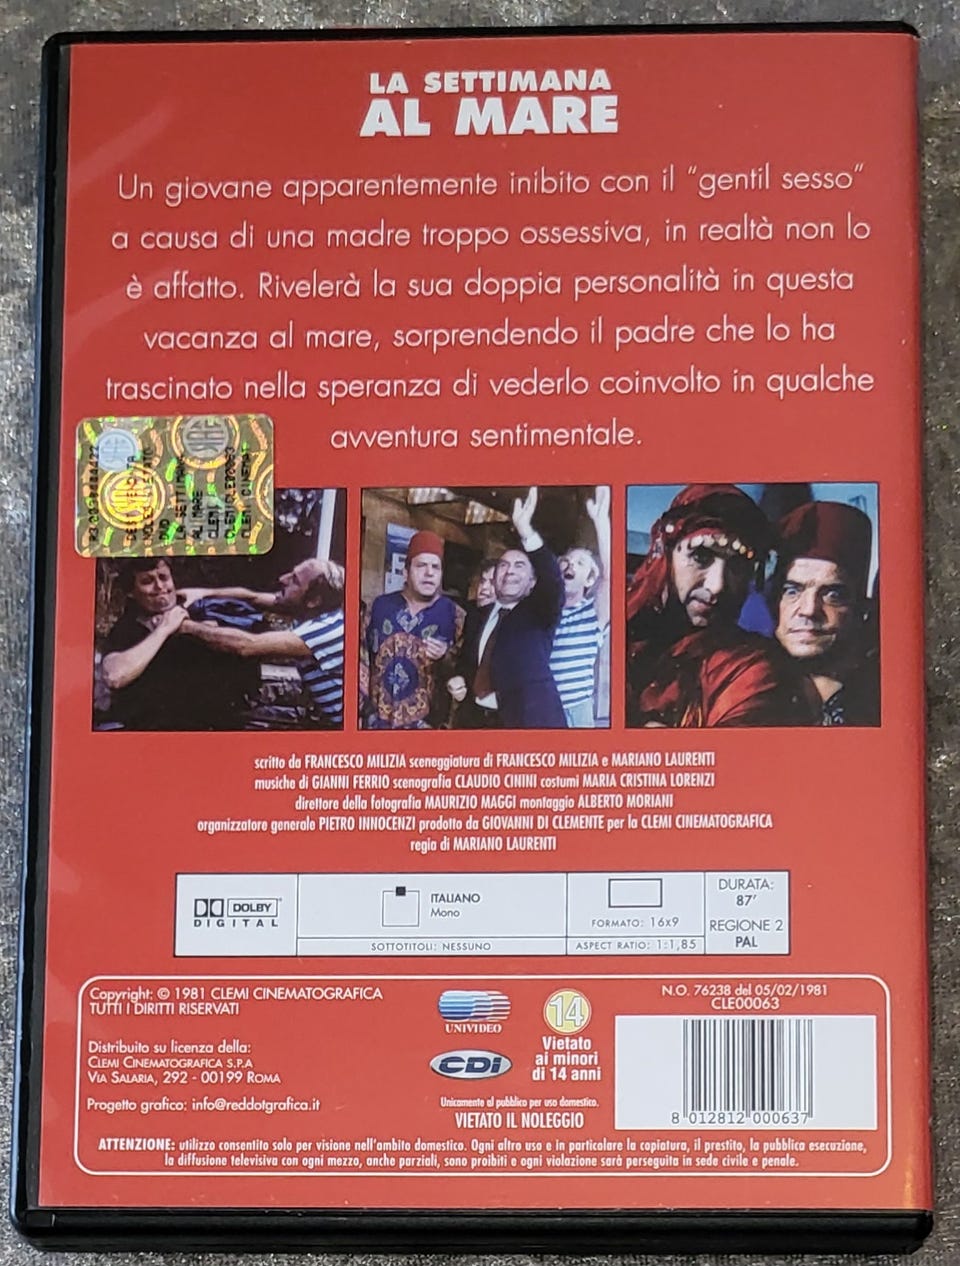 LA SETTIMANA
AL MARE
Un giovane apparentemente inibito con il "gentil sesso"
a causa di una madre troppo ossessiva, in realtà non lo
è affatto. Rivelerà la sua doppia personalità in questa
vacanza al mare, sorprendendo il padre che lo ha
trascinato nella speranza di vederlo coinvolto in qualche
avventura sentimentale.
DVD
AL MARE
scritto da FRANCESCO MILIZIA sceneggiatura di FRANCESCO MILIZIA e MARIANO LAURENTI
musiche di GIANNI FERRIO scenografia CLAUDIO CININI costumi MARIA CRISTINA LORENZI
direttore della fotografia MAURIZIO MAGGI montaggio ALBERTO MORIANI
organizzatore generale PIETRO INNOCENZI prodotto da GIOVANNI DI CLEMENTE per la CLEMI CINEMATOGRAFICA
regia di MARIANO LAURENTI
DOLBY
DIGITAL
ITALIANO
Mono
SOTTOTITOLI: NESSUNO
FORMATO: 16x9
ASPECT RATIO: 1:1,85
DURATA:
87'
REGIONE 2
PAL
Copyright: © 1981 CLEMI CINEMATOGRAFICA
TUTTI I DIRITTI RISERVATI
Distribuito su licenza della:
CLEMI CINEMATOGRAFICA S.P.A
VIA SALARIA, 292 - 00199 ROMA
Progetto grafico: info@reddotgrafica.it
UNIVIDEO
CDi
14
Vietato
ai minori
di 14 anni
Unicamente al pubblico per uso domestico.
VIETATO IL NOLEGGIO
N.O. 76238 del 05/02/1981
CLE00063
8 012812 000637
ATTENZIONE: utilizzo consentito solo per visione nell'ambito domestico. Ogni altro uso e in particolare la copiatura, il prestito, la pubblica esecuzione,
la diffusione televisiva con ogni mezzo, anche parziali, sono proibiti e ogni violazione sarà perseguita in sede civile e penale.